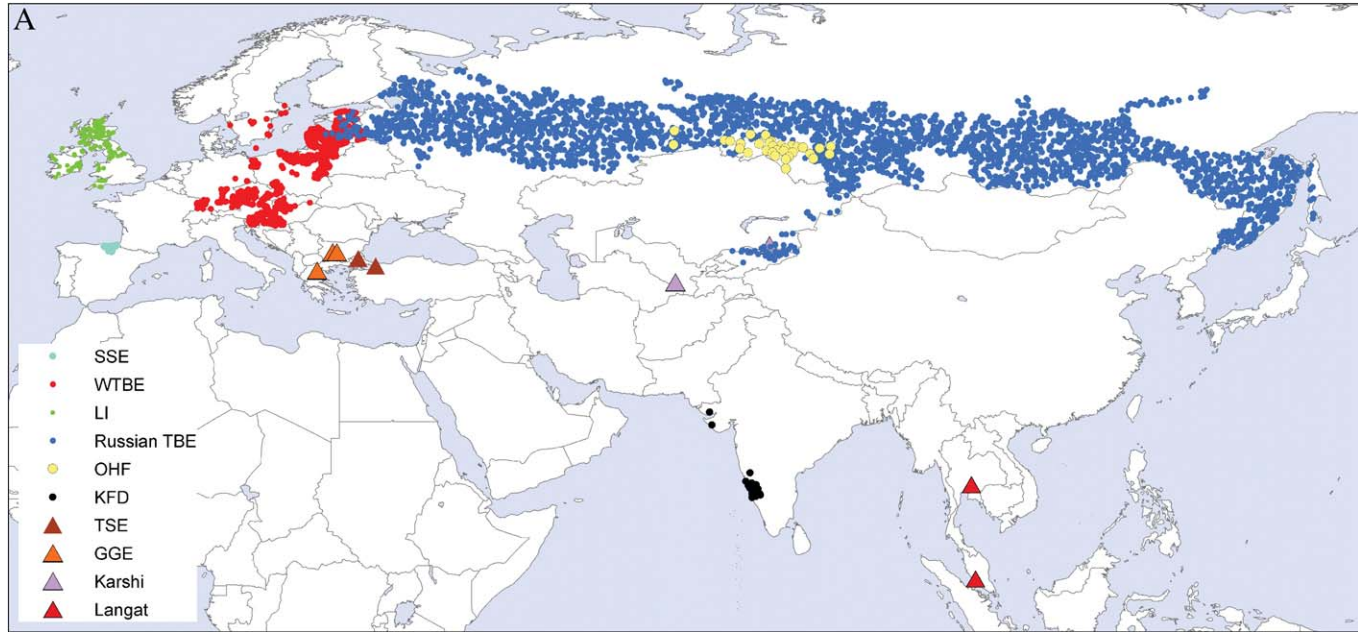 A
SSE
WTBE
LI
Russian TBE
OHF
KFD
TSE
GGE
Karshi
Langat